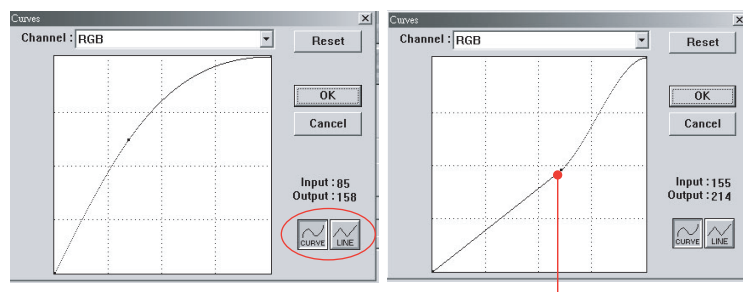 Curves
Channel : RGB
Reset
OK
Cancel
Input : 85
Output : 158
CURVE
LINE
Curves
Channel : RGB
Reset
OK
Cancel
Input : 155
Output : 214
CURVE
LINE